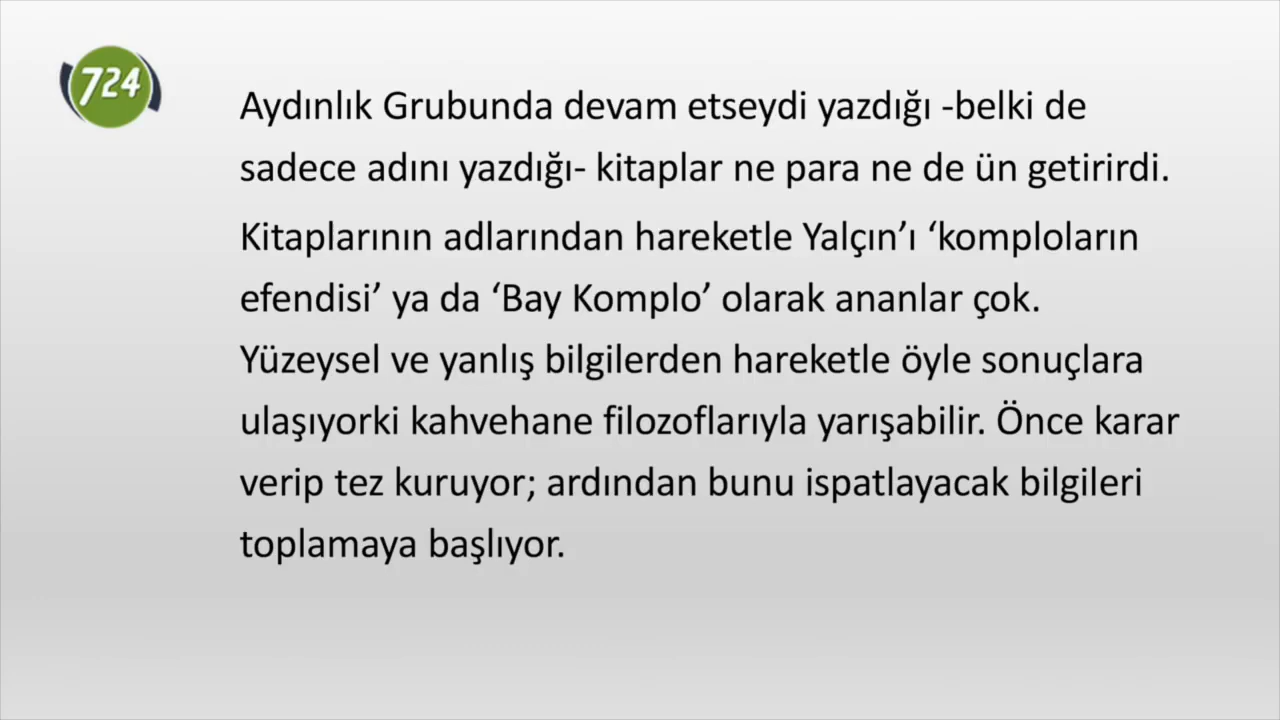 724
Aydınlık Grubunda devam etseydi yazdığı -belki de
sadece adını yazdığı- kitaplar ne para ne de ün getirirdi.
Kitaplarının adlarından hareketle Yalçın’ı ‘komploların
efendisi’ ya da ‘Bay Komplo’ olarak ananlar çok.
Yüzeysel ve yanlış bilgilerden hareketle öyle sonuçlara
ulaşıyorki kahvehane filozoflarıyla yarışabilir. Önce karar
verip tez kuruyor; ardından bunu ispatlayacak bilgileri
toplamaya başlıyor.